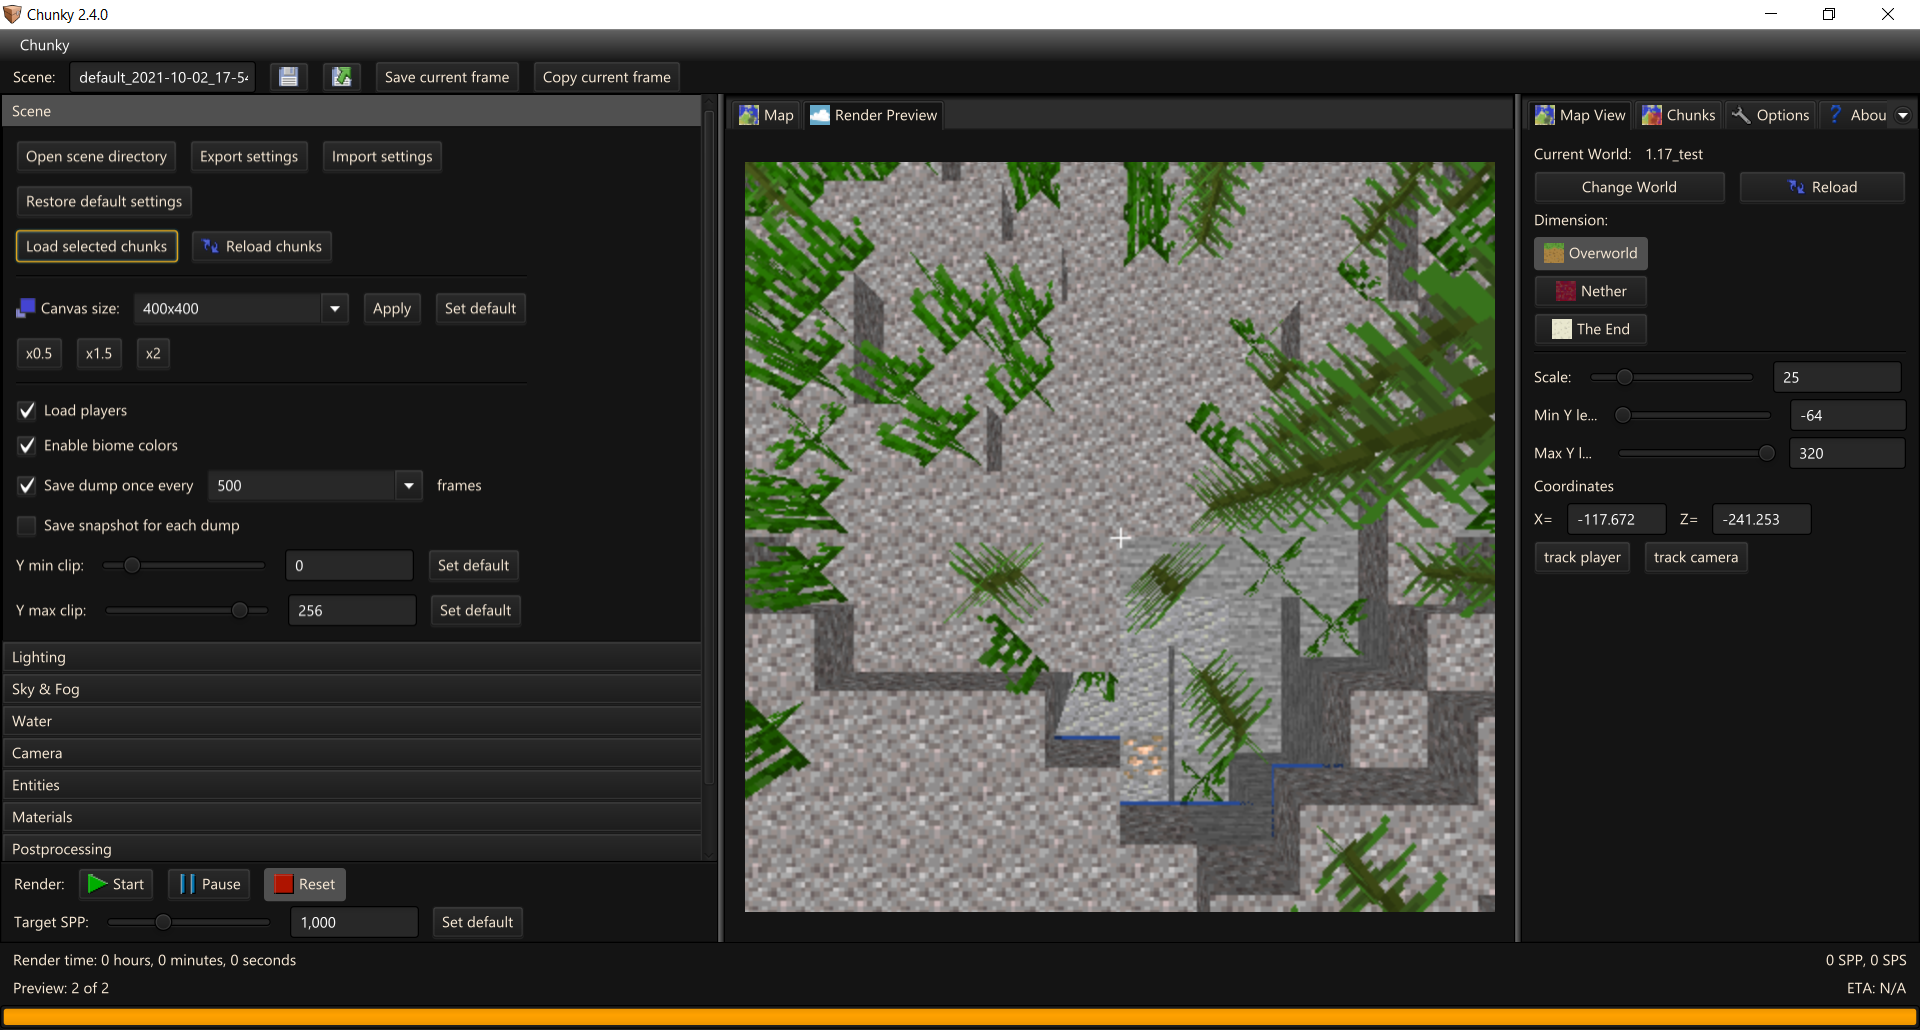 Chunky 2.4.0
Chunky
Scene: default_2021-10-02_17-54 Save current frame Copy current frame
Scene
Open scene directory Export settings Import settings
Restore default settings
Load selected chunks Reload chunks
Canvas size: 400x400 Apply Set default
x0.5 x1.5 x2
Load players
Enable biome colors
Save dump once every 500 frames
Save snapshot for each dump
Y min clip: 0 Set default
Y max clip: 256 Set default
Lighting
Sky & Fog
Water
Camera
Entities
Materials
Postprocessing
Render: Start Pause Reset
Target SPP: 1,000 Set default
Map Render Preview
Map View Chunks Options ? Abou
Current World: 1.17_test
Change World Reload
Dimension:
Overworld
Nether
The End
Scale: 25
Min Y le... -64
Max Y l... 320
Coordinates
X= -117.672 Z= -241.253
track player track camera
Render time: 0 hours, 0 minutes, 0 seconds 0 SPP, 0 SPS
Preview: 2 of 2 ETA: N/A